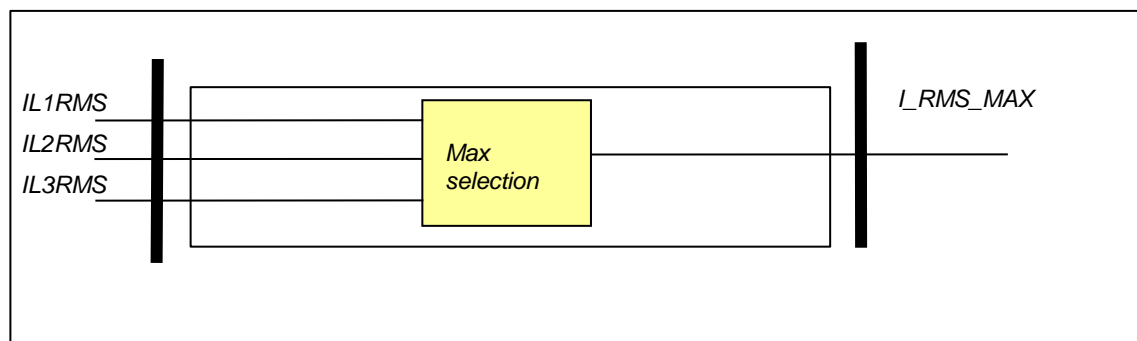 IL1RMS
I_RMS_MAX
IL2RMS
Max
selection
IL3RMS